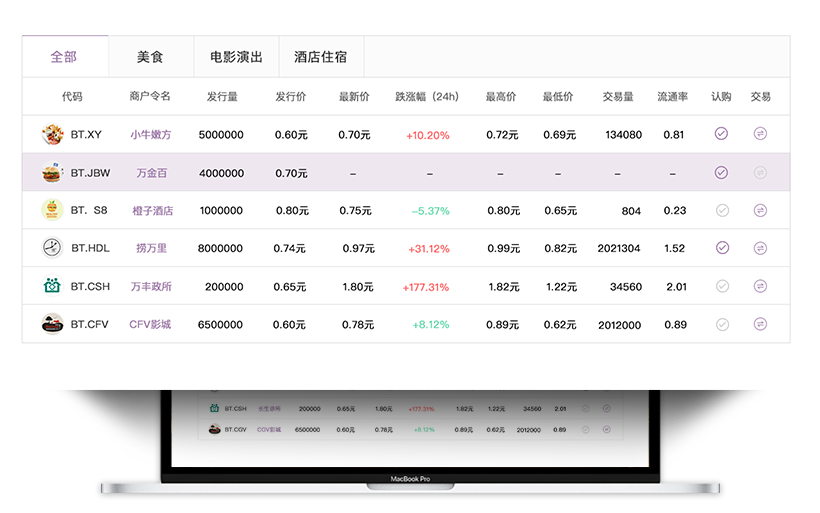 全部 美食 电影演出 酒店住宿
代码 商户令名 发行量 发行价 最新价 跌涨幅（24h） 最高价 最低价 交易量 流通率 认购 交易
BT.XY 小牛嫩方 5000000 0.60元 0.70元 +10.20% 0.72元 0.69元 134080 0.81
BT.JBW 万金百 4000000 0.70元 – – – – – –
BT. S8 橙子酒店 1000000 0.80元 0.75元 –5.37% 0.80元 0.65元 804 0.23
BT.HDL 捞万里 8000000 0.74元 0.97元 +31.12% 0.99元 0.82元 2021304 1.52
BT.CSH 万丰政所 200000 0.65元 1.80元 +177.31% 1.82元 1.22元 34560 2.01
BT.CFV CFV影城 6500000 0.60元 0.78元 +8.12% 0.89元 0.62元 2012000 0.89
BT.CSH 200000 0.65元 1.80元 +177.31% 1.82元 1.22元 34560 2.01
BT.CGV CGV影城 6500000 0.60元 0.78元 +8.12% 0.89元 0.62元 2012000 0.89
MacBook Pro